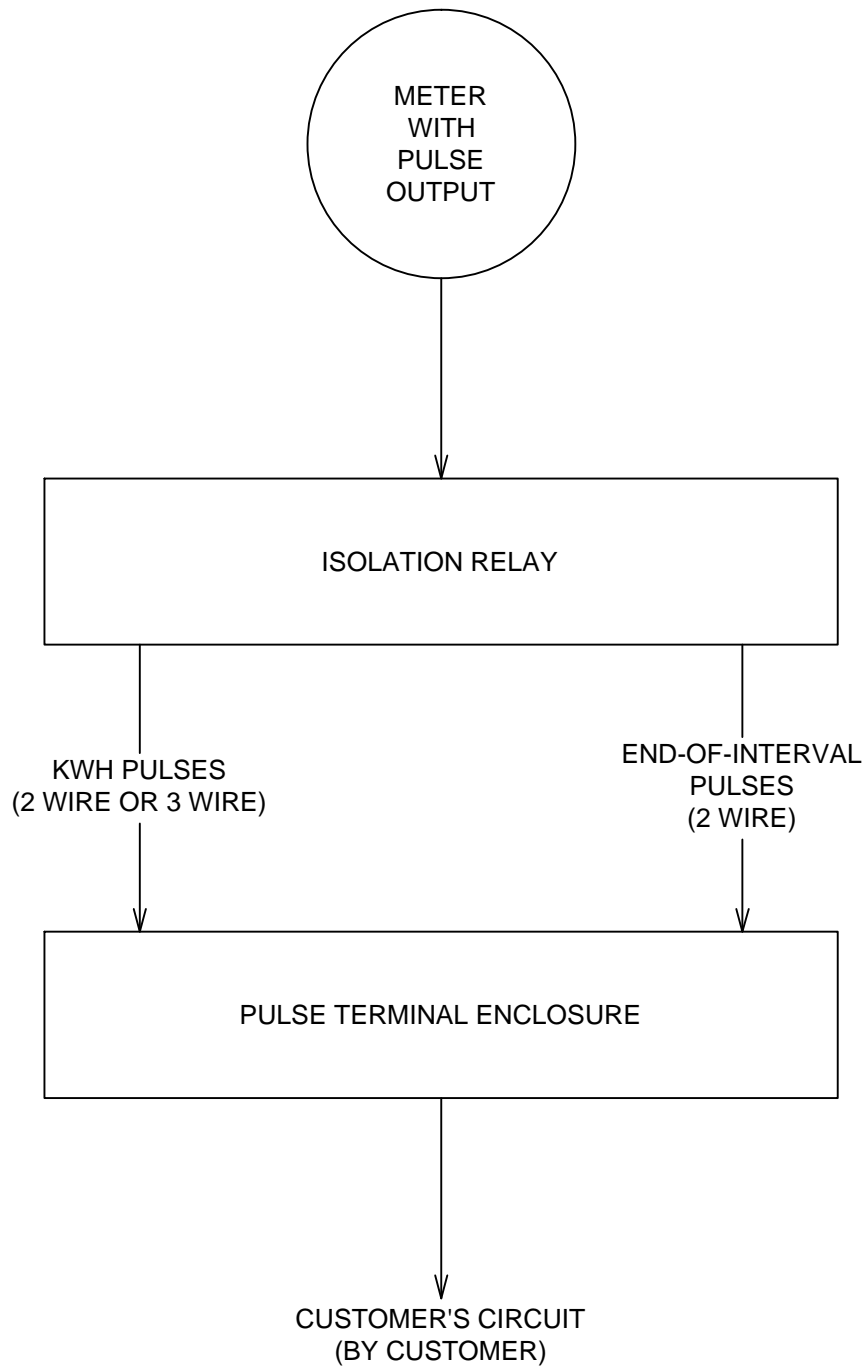 METER
WITH
PULSE
OUTPUT
ISOLATION RELAY
KWH PULSES
(2 WIRE OR 3 WIRE)
END-OF-INTERVAL
PULSES
(2 WIRE)
PULSE TERMINAL ENCLOSURE
CUSTOMER'S CIRCUIT
(BY CUSTOMER)